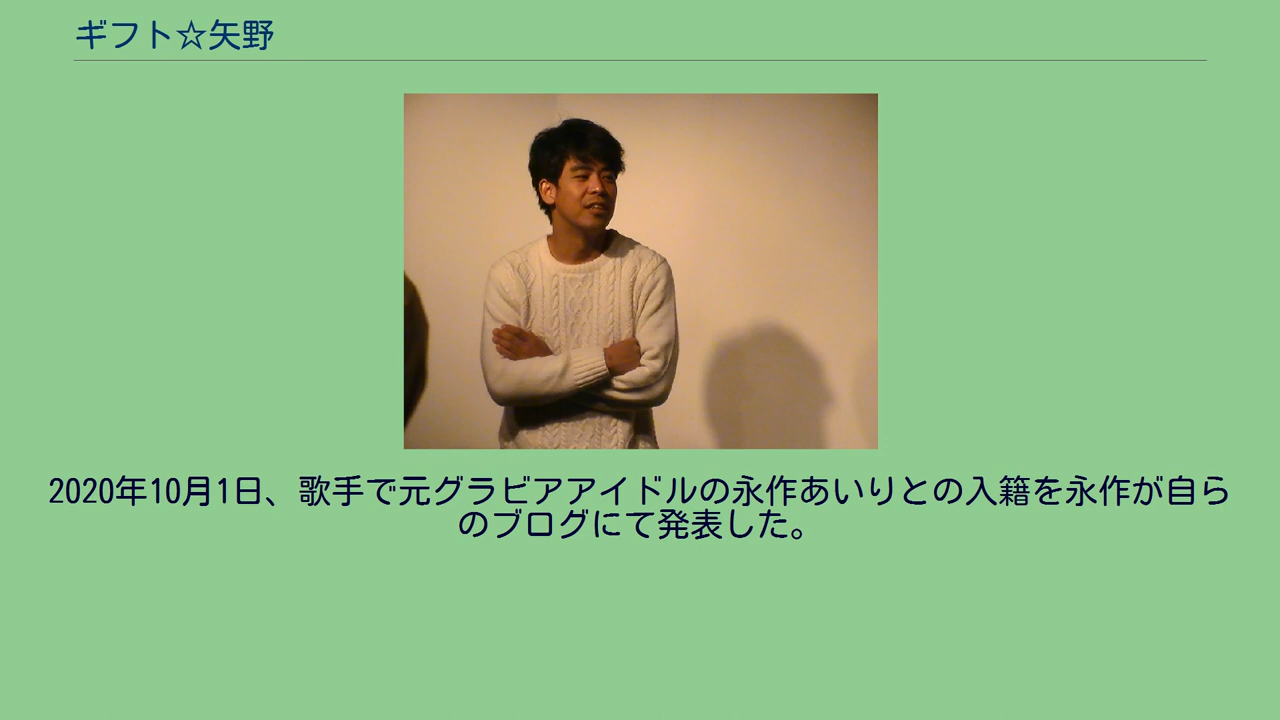 ギフト☆矢野
2020年10月1日、歌手で元グラビアアイドルの永作あいりとの入籍を永作が自ら
のブログにて発表した。